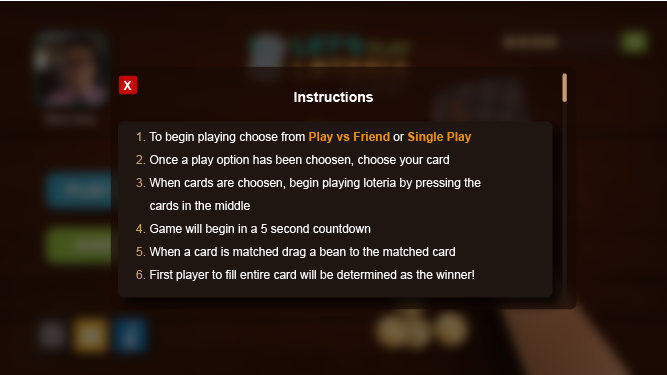 X
Instructions
1. To begin playing choose from Play vs Friend or Single Play
2. Once a play option has been choosen, choose your card
3. When cards are choosen, begin playing loteria by pressing the
cards in the middle
4. Game will begin in a 5 second countdown
5. When a card is matched drag a bean to the matched card
6. First player to fill entire card will be determined as the winner!